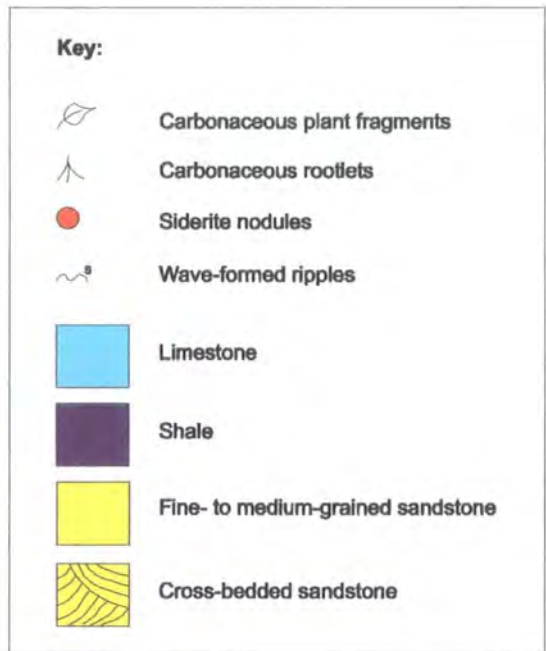 Key:
Carbonaceous plant fragments
Carbonaceous rootlets
Siderite nodules
s
Wave-formed ripples
Limestone
Shale
Fine- to medium-grained sandstone
Cross-bedded sandstone